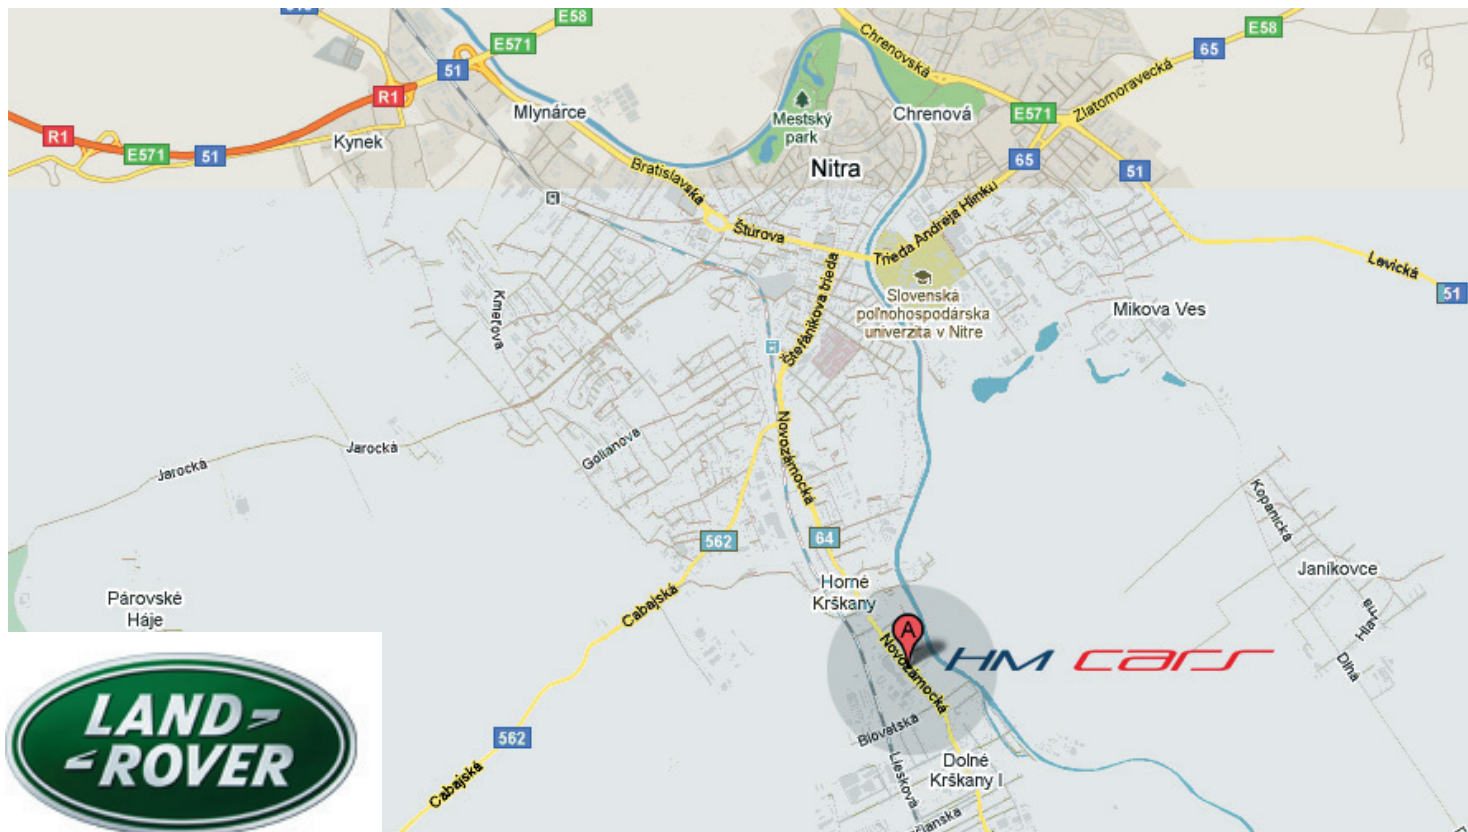 E58
E571
51
R1
R1
E571
51
Kynek
Mlynárce
Bratislavská
Mestský
park
Nitra
Chrenovská
Chrenová
E571
65
E58
65
Zlatomoravecká
51
Levická
51
Štúrova
Trieda Andreja Hlinku
Slovenská
poľnohospodárska
univerzita v Nitre
Mikova Ves
Kmeťova
Štefánikova trieda
Golianova
Jarocká
Jarocká
Novozámocká
562
64
Kopanická
Janíkovce
Hlavná
Dlhá
Párovské
Háje
Cabajská
Horné
Krškany
A
Novozámocká
HM cars
562
Cabajská
Biovetská
Liesková
Dolné
Krškany I
LAND
ROVER